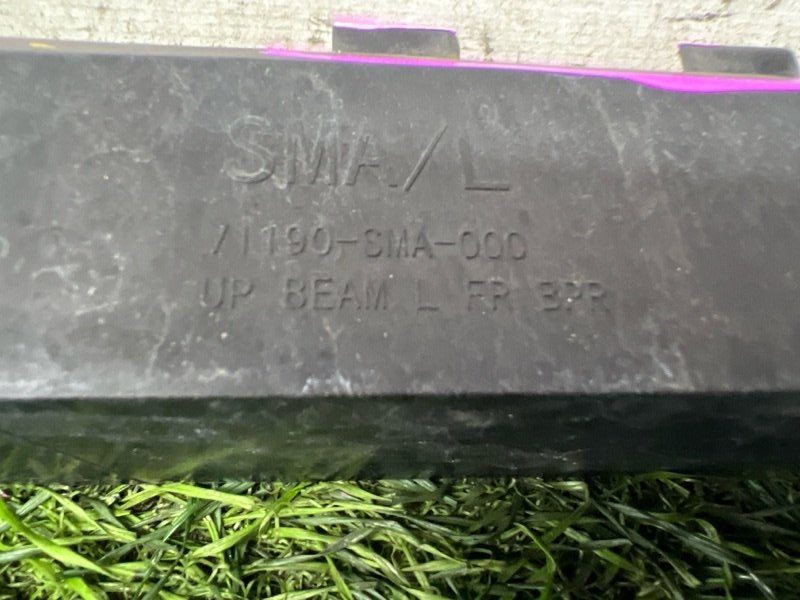 SMA/L
71190-SMA-000
UP BEAM L FR BPR